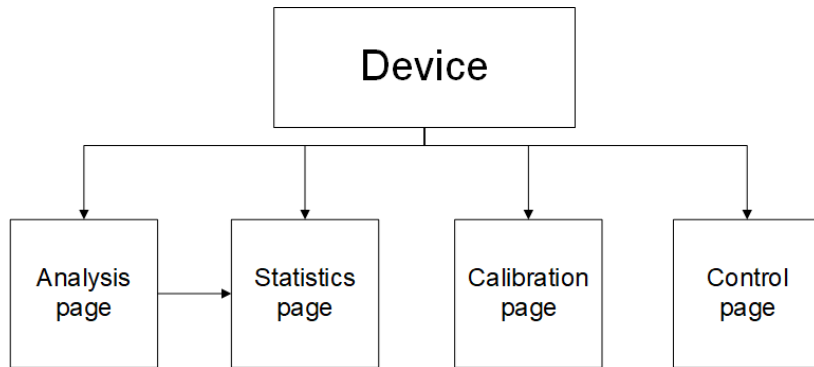 Device
Analysis
page
Statistics
page
Calibration
page
Control
page